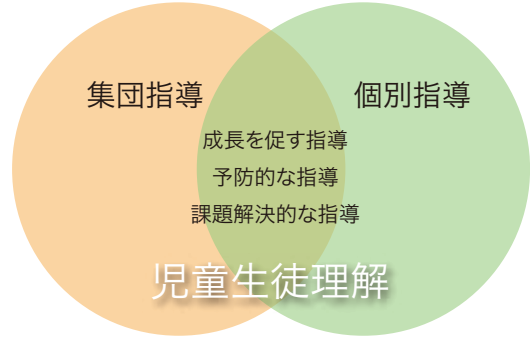 集団指導
個別指導
成長を促す指導
予防的な指導
課題解決的な指導
児童生徒理解